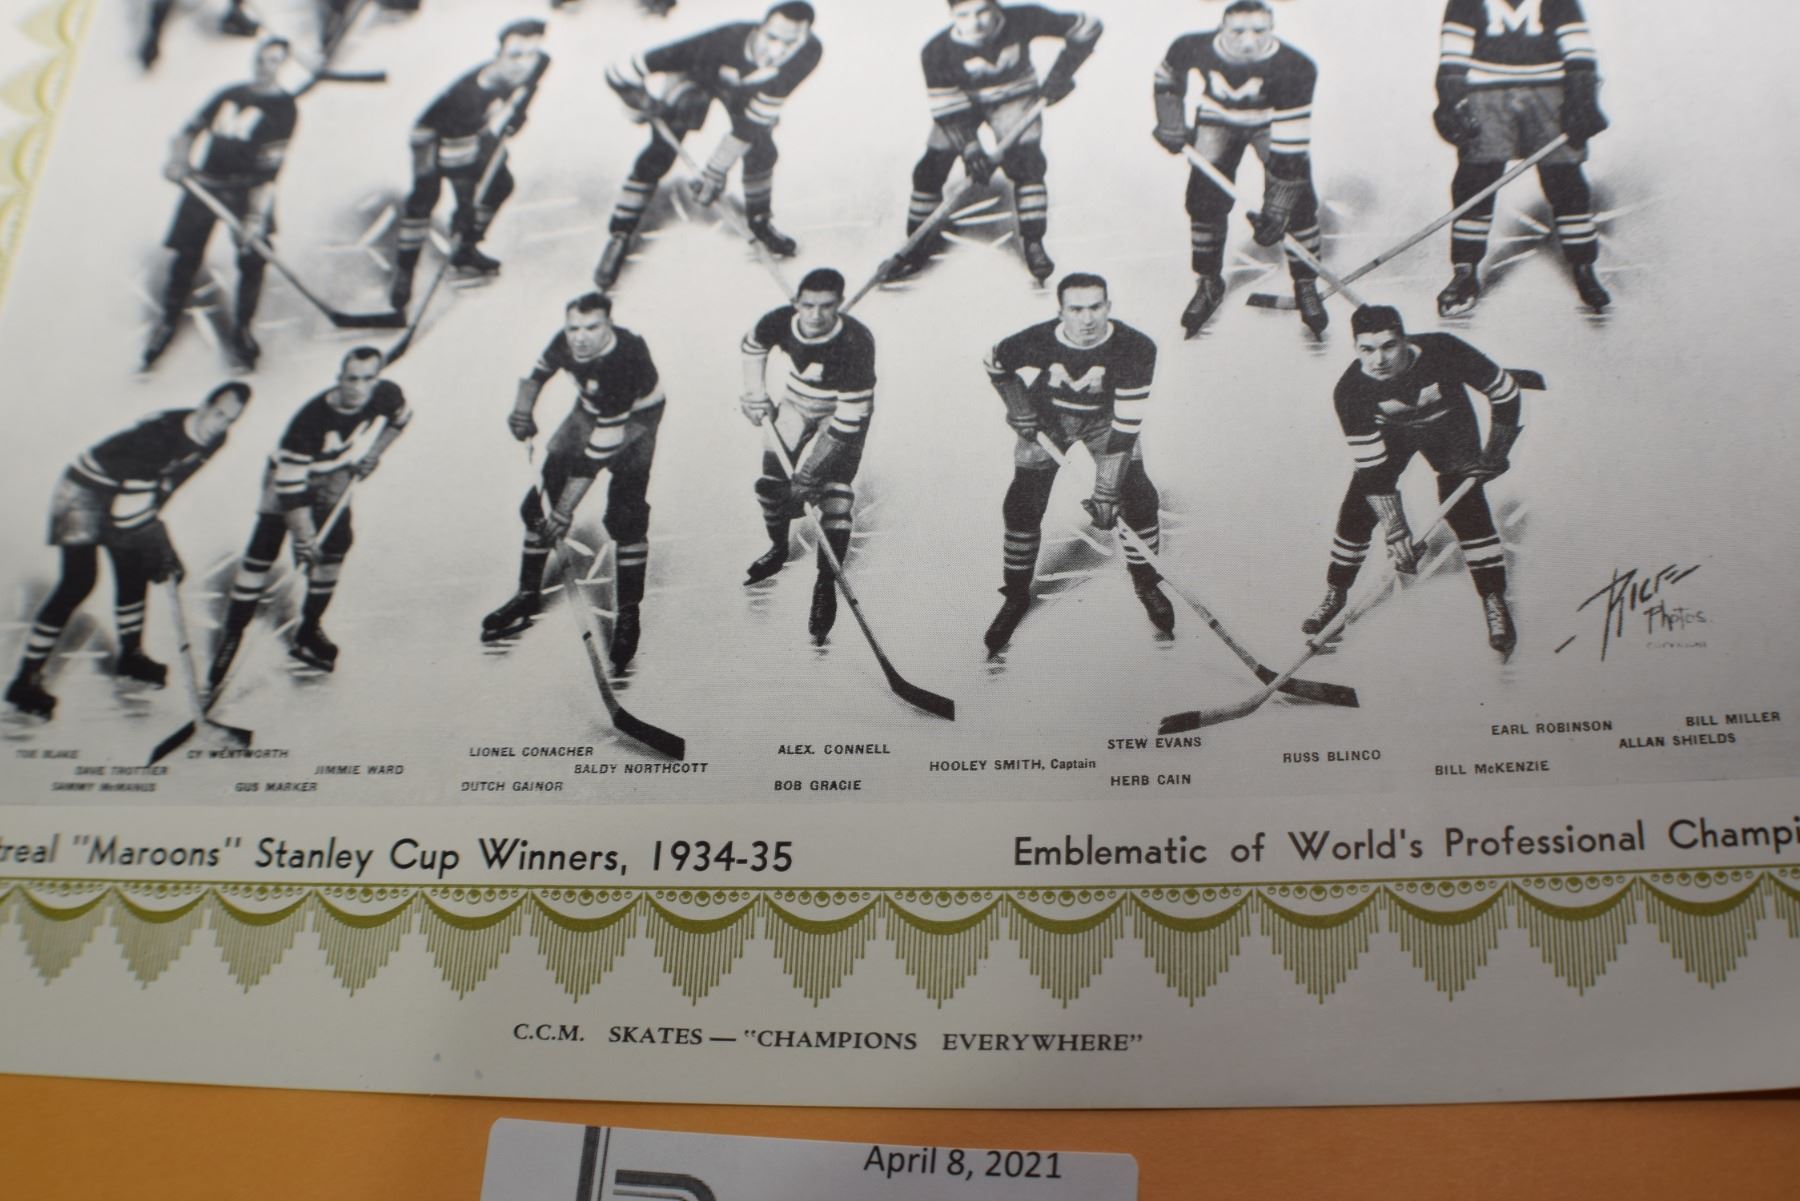 M
M
M
M
M
M
M
M
M
RICE
Photos.
COPYRIGHT
TOE BLAKE
DAVE TROTTIER
SAMMY McMANUS
CY WENTWORTH
GUS MARKER
JIMMIE WARD
LIONEL CONACHER
BALDY NORTHCOTT
DUTCH GAINOR
ALEX. CONNELL
BOB GRACIE
HOOLEY SMITH, Captain
STEW EVANS
HERB CAIN
RUSS BLINCO
EARL ROBINSON
BILL McKENZIE
BILL MILLER
ALLAN SHIELDS
treal "Maroons" Stanley Cup Winners, 1934-35
Emblematic of World's Professional Champi
C.C.M. SKATES — "CHAMPIONS EVERYWHERE"
April 8, 2021